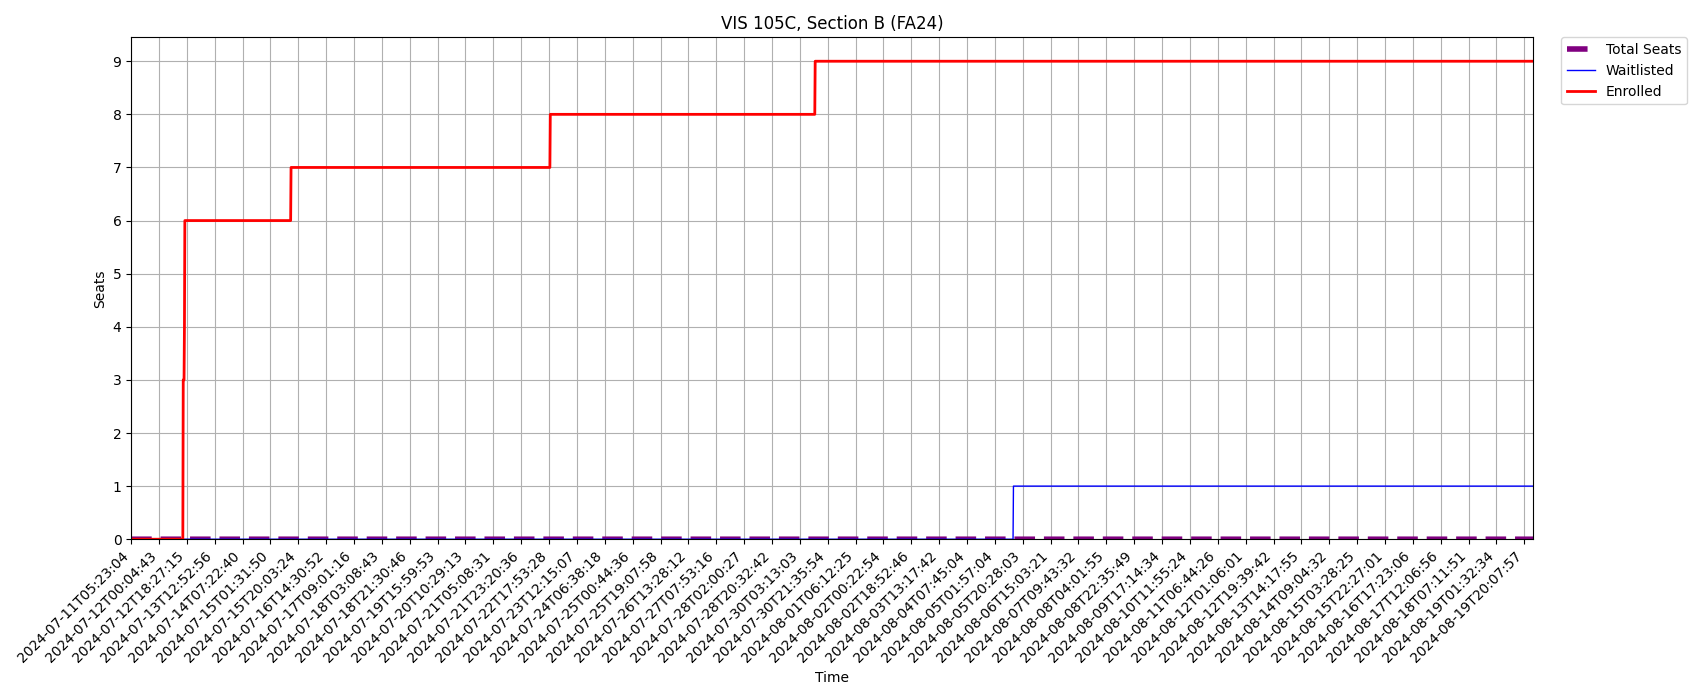 VIS 105C, Section B (FA24)
Total Seats
Waitlisted
Enrolled
Seats
9
8
7
6
5
4
3
2
1
0
2024-07-11T05:23:04
2024-07-12T00:04:43
2024-07-12T18:27:15
2024-07-13T12:52:56
2024-07-14T07:22:40
2024-07-15T01:31:50
2024-07-15T20:03:24
2024-07-16T14:30:52
2024-07-17T09:01:16
2024-07-18T03:08:43
2024-07-18T21:30:46
2024-07-19T15:59:53
2024-07-20T10:29:13
2024-07-21T05:08:31
2024-07-21T23:20:36
2024-07-22T17:53:28
2024-07-23T12:15:07
2024-07-24T06:38:18
2024-07-25T00:44:36
2024-07-25T19:07:58
2024-07-26T13:28:12
2024-07-27T07:53:16
2024-07-28T02:00:27
2024-07-28T20:32:42
2024-07-30T03:13:03
2024-07-30T21:35:54
2024-08-01T06:12:25
2024-08-02T00:22:54
2024-08-02T18:52:46
2024-08-03T13:17:42
2024-08-04T07:45:04
2024-08-05T01:57:04
2024-08-05T20:28:03
2024-08-06T15:03:21
2024-08-07T09:43:32
2024-08-08T04:01:55
2024-08-08T22:35:49
2024-08-09T17:14:34
2024-08-10T11:55:24
2024-08-11T06:44:26
2024-08-12T01:06:01
2024-08-12T19:39:42
2024-08-13T14:17:55
2024-08-14T09:04:32
2024-08-15T03:28:25
2024-08-15T22:27:01
2024-08-16T17:23:06
2024-08-17T12:06:56
2024-08-18T07:11:51
2024-08-19T01:32:34
2024-08-19T20:07:57
Time